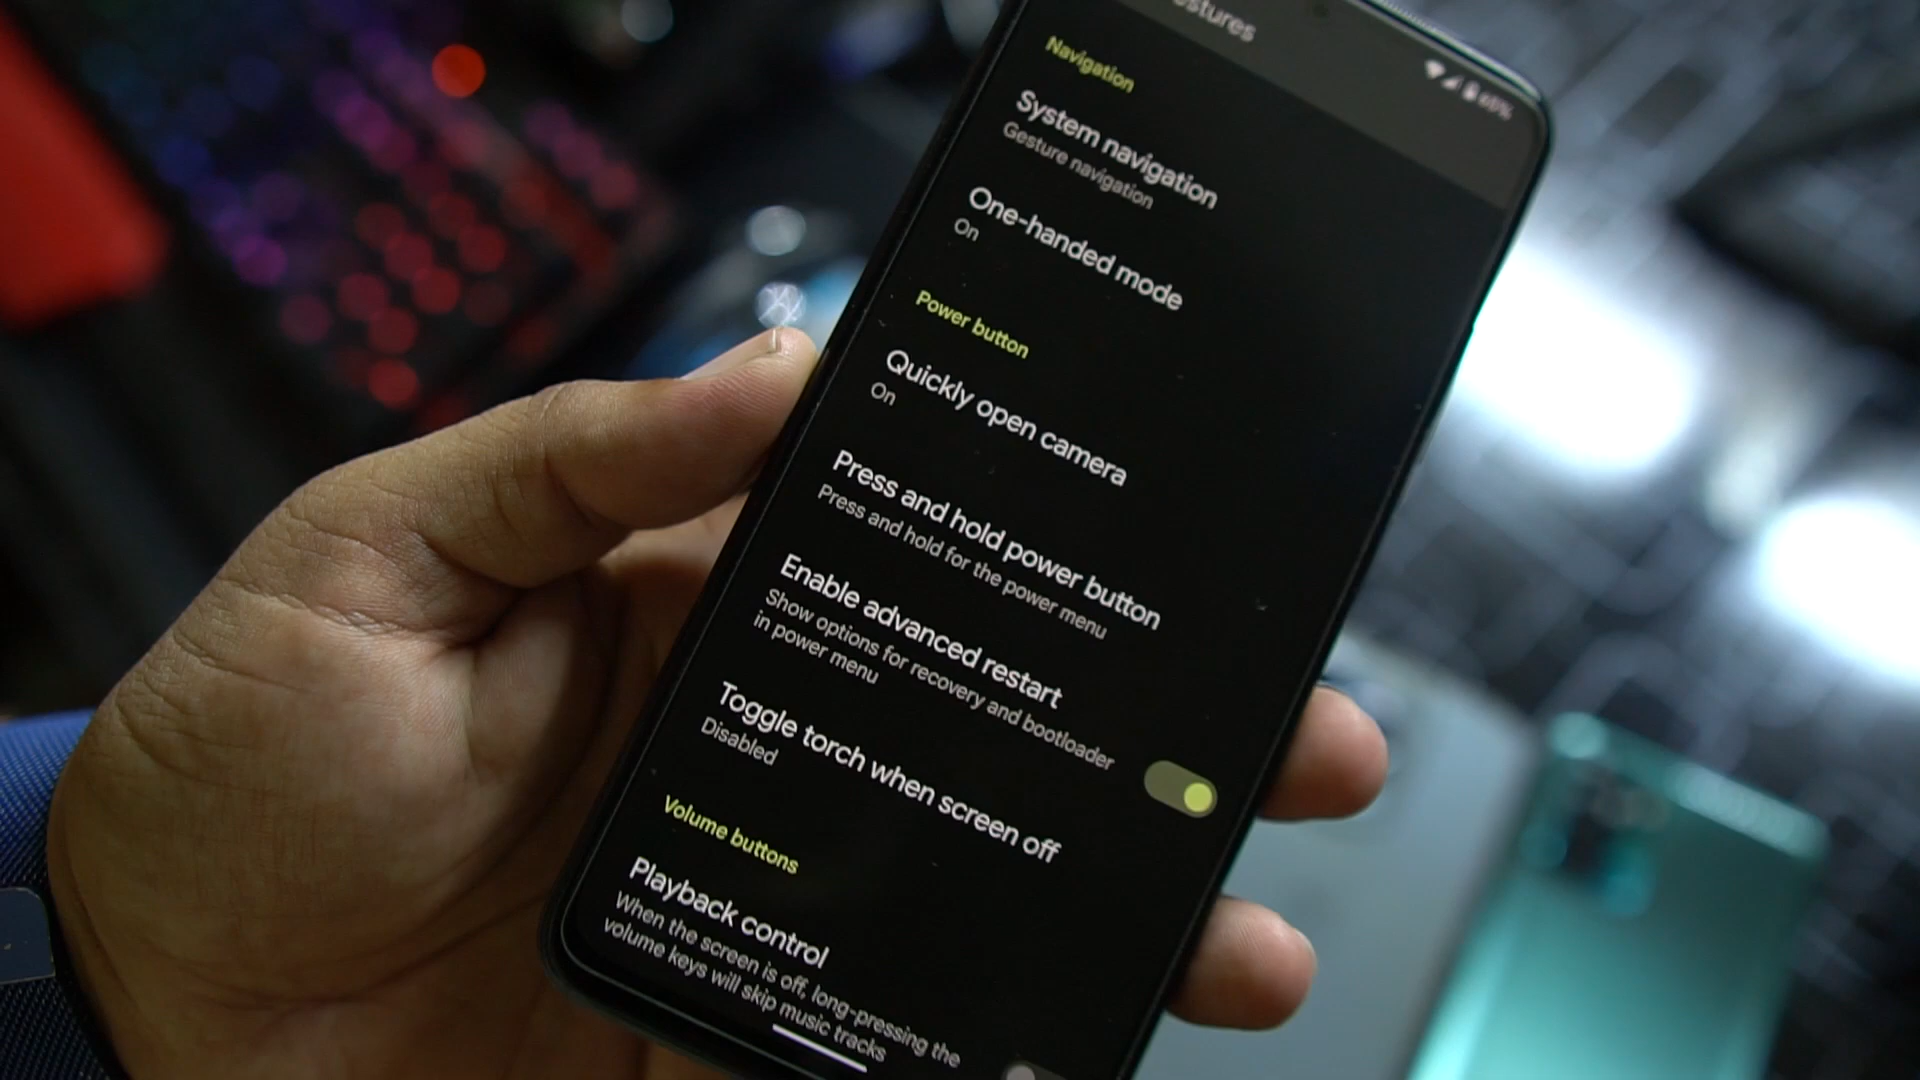 Gestures
60%
Navigation
System navigation
Gesture navigation
One-handed mode
On
Power button
Quickly open camera
On
Press and hold power button
Press and hold for the power menu
Enable advanced restart
Show options for recovery and bootloader
in power menu
Toggle torch when screen off
Disabled
Volume buttons
Playback control
When the screen is off, long-pressing the
volume keys will skip music tracks